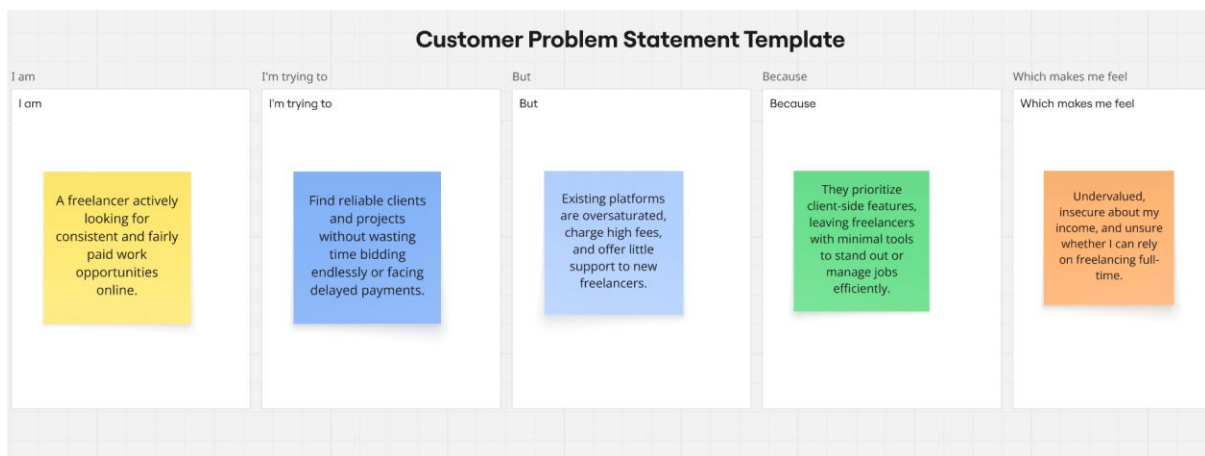 Customer Problem Statement Template
I am
I'm trying to
But
Because
Which makes me feel
I am
I'm trying to
But
Because
Which makes me feel
A freelancer actively
looking for
consistent and fairly
paid work
opportunities
online.
Find reliable clients
and projects
without wasting
time bidding
endlessly or facing
delayed payments.
Existing platforms
are oversaturated,
charge high fees,
and offer little
support to new
freelancers.
They prioritize
client-side features,
leaving freelancers
with minimal tools
to stand out or
manage jobs
efficiently.
Undervalued,
insecure about my
income, and unsure
whether I can rely
on freelancing full-
time.